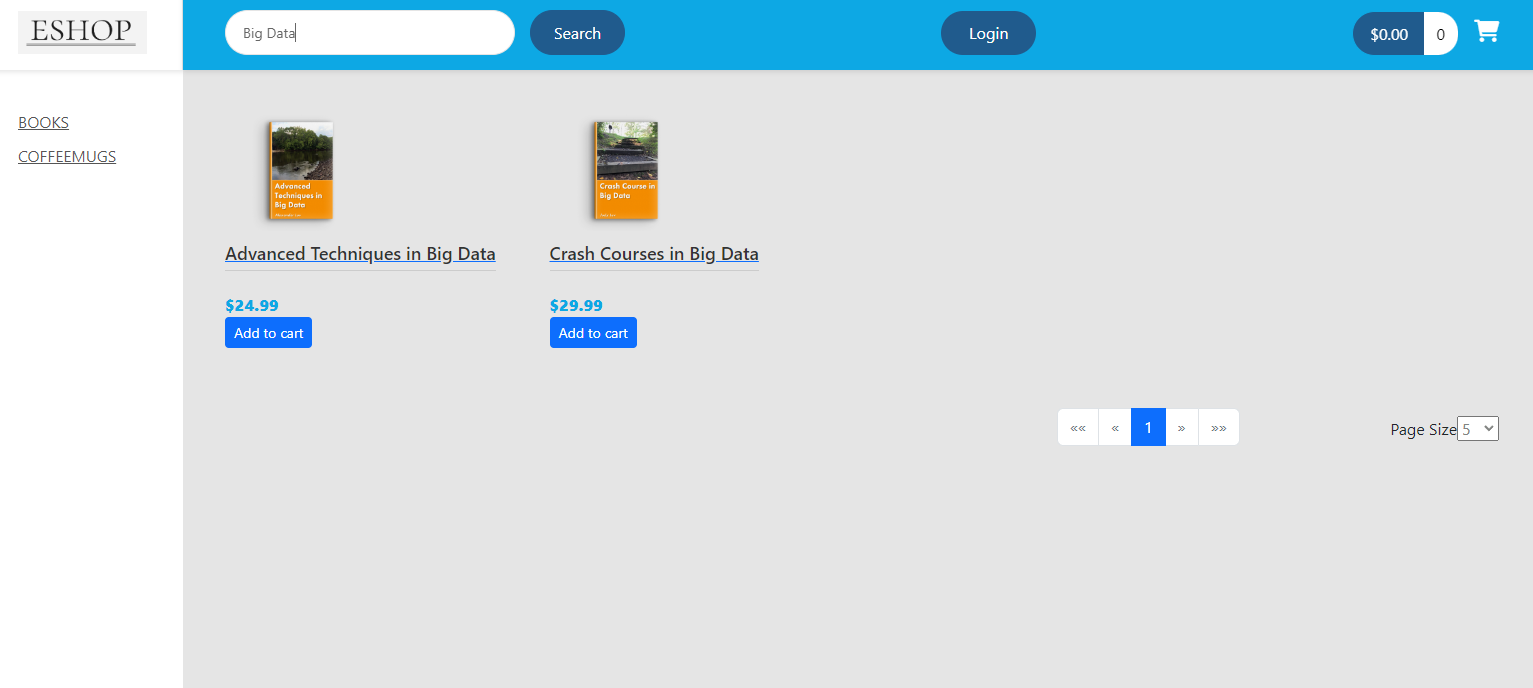 ESHOP
Big Data
Search
Login
$0.00
0
BOOKS
COFFEEMUGS
Advanced
Techniques in
Big Data
Crash Course in
Big Data
Advanced Techniques in Big Data
Crash Courses in Big Data
$24.99
$29.99
Add to cart
Add to cart
««
«
1
»
»»
Page Size
5